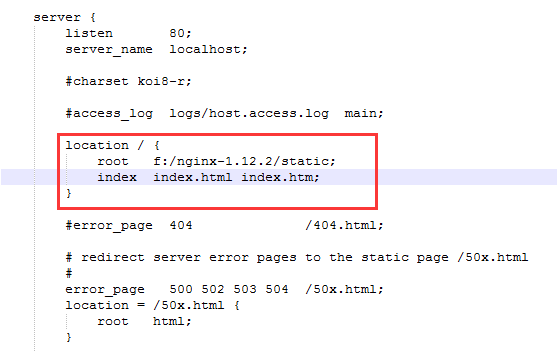 server {
listen 80;
server_name localhost;
#charset koi8-r;
#access_log logs/host.access.log main;
location / {
root f:/nginx-1.12.2/static;
index index.html index.htm;
}
#error_page 404 /404.html;
# redirect server error pages to the static page /50x.html
#
error_page 500 502 503 504 /50x.html;
location = /50x.html {
root html;
}